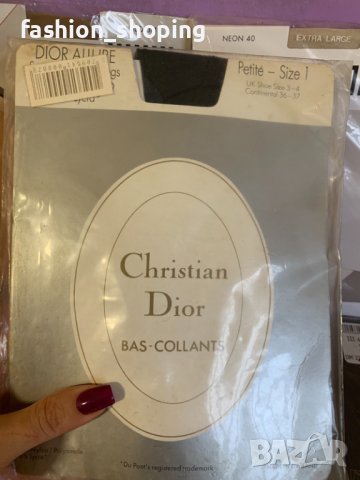 fashion_shoping
DIOR ALLURE
Petite - Size 1
UK Shoe Size 3-4
Continental 36-37
NEON 40
EXTRA LARGE
Christian
Dior
BAS-COLLANTS
*Du Pont's registered trademark
BAZAR